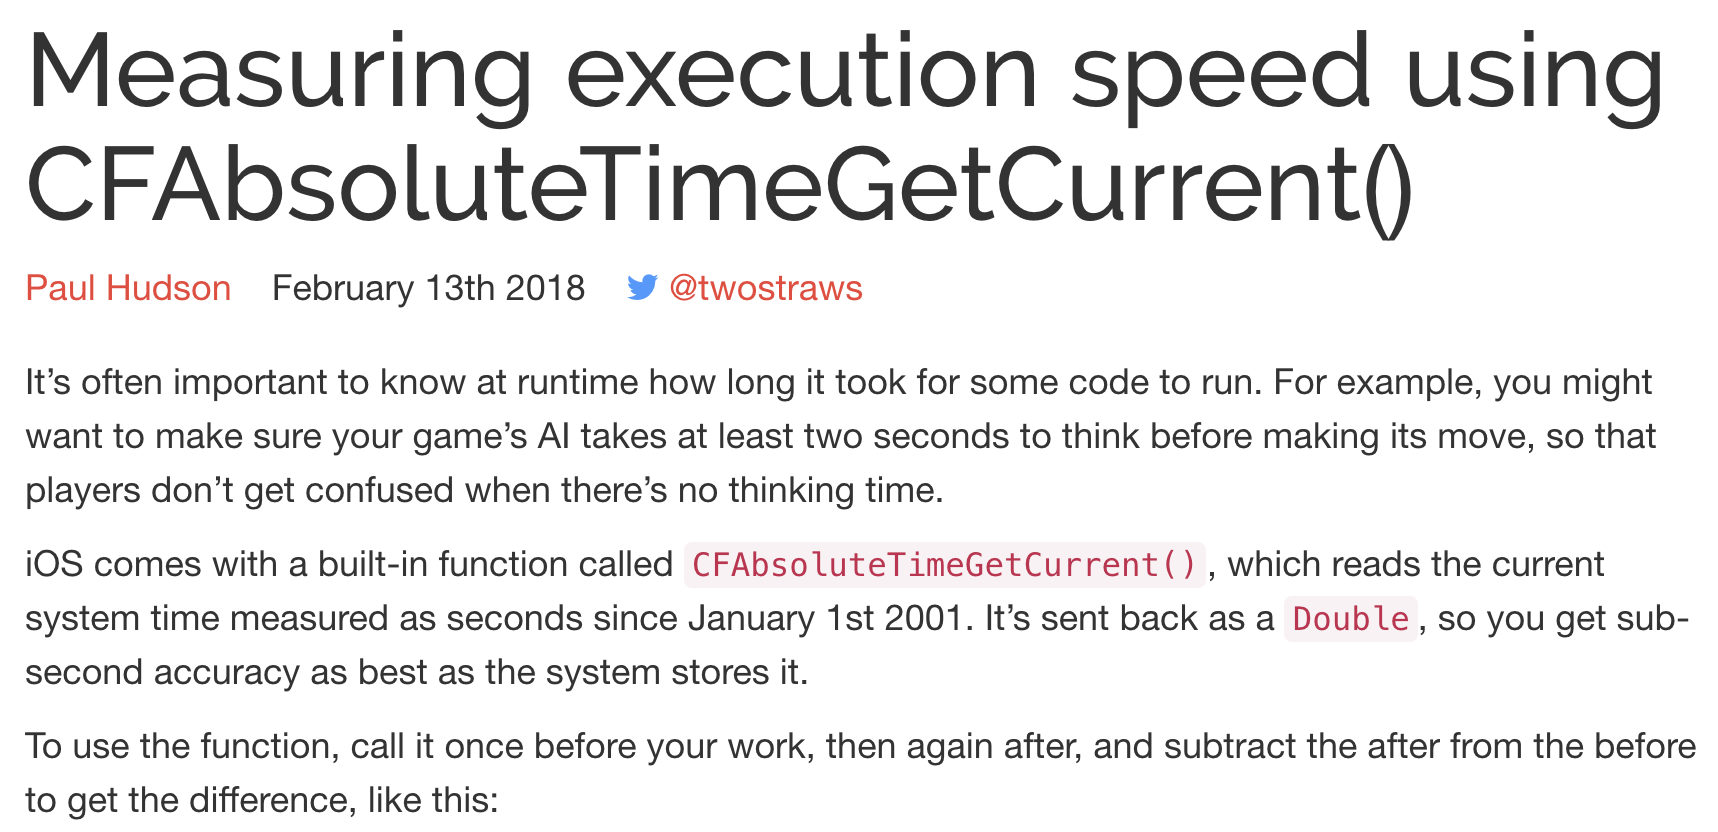 Measuring execution speed using
CFAbsoluteTimeGetCurrent()
Paul Hudson February 13th 2018 @twostraws
It’s often important to know at runtime how long it took for some code to run. For example, you might
want to make sure your game’s AI takes at least two seconds to think before making its move, so that
players don’t get confused when there’s no thinking time.
iOS comes with a built-in function called CFAbsoluteTimeGetCurrent(), which reads the current
system time measured as seconds since January 1st 2001. It’s sent back as a Double, so you get sub-
second accuracy as best as the system stores it.
To use the function, call it once before your work, then again after, and subtract the after from the before
to get the difference, like this: